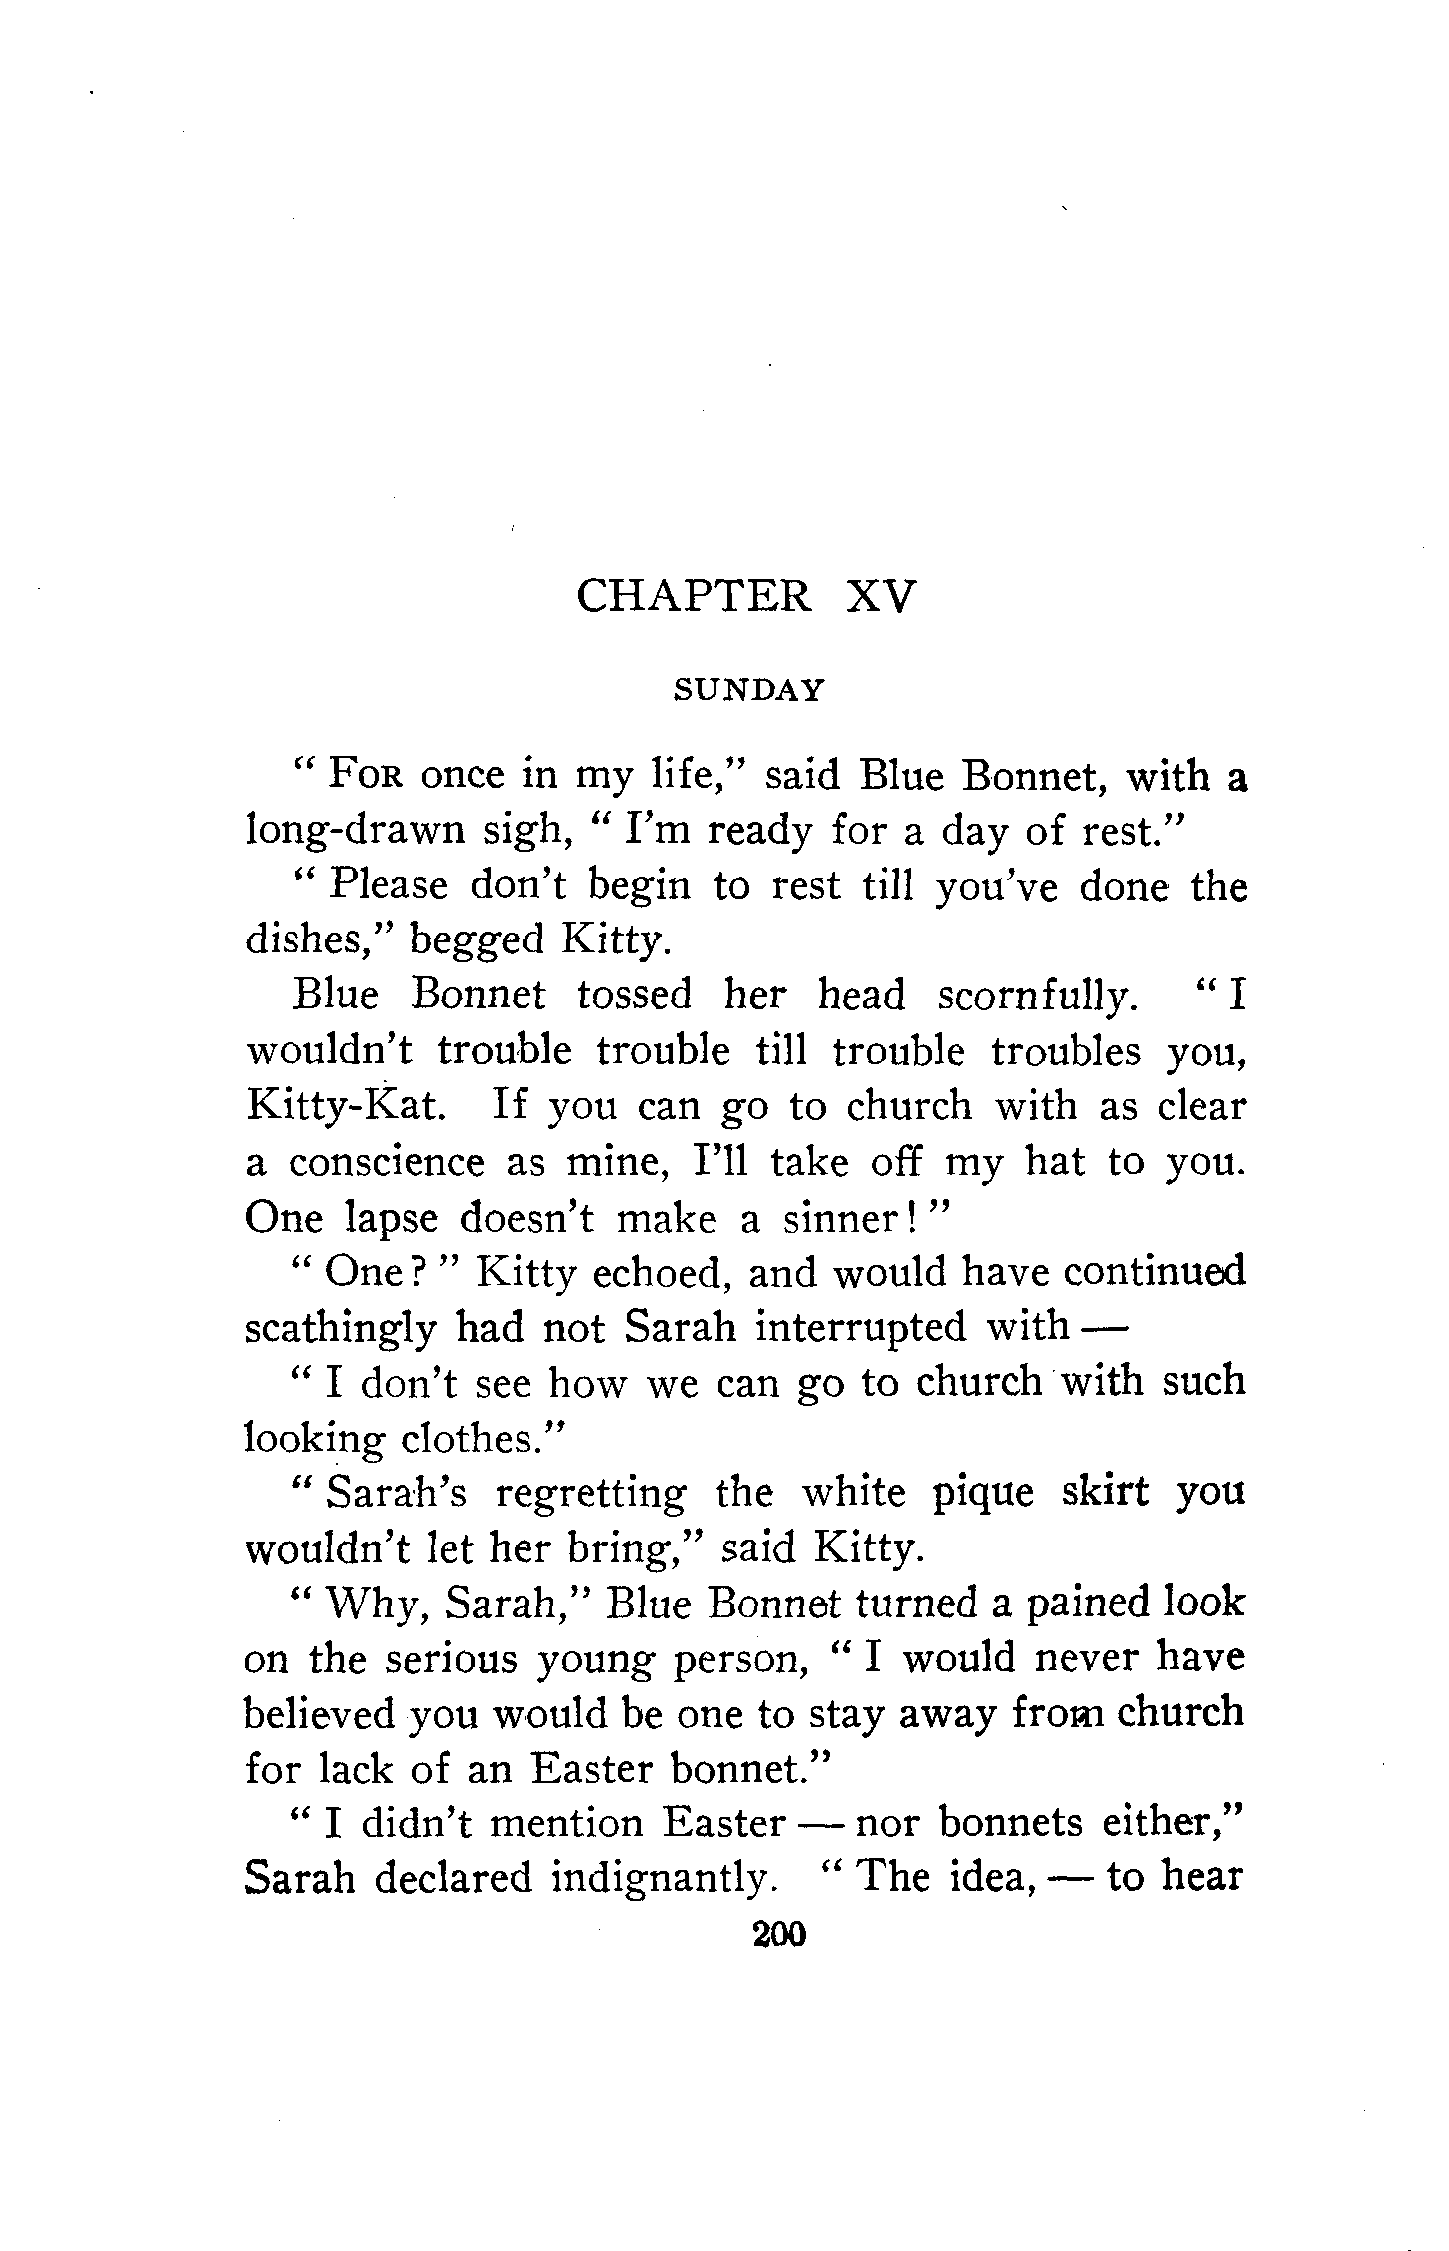 CHAPTER XV
SUNDAY
“ FOR once in my life,” said Blue Bonnet, with a
long-drawn sigh, “ I’m ready for a day of rest.”
“ Please don’t begin to rest till you’ve done the
dishes,” begged Kitty.
Blue Bonnet tossed her head scornfully. “ I
wouldn’t trouble trouble till trouble troubles you,
Kitty-Kat. If you can go to church with as clear
a conscience as mine, I’ll take off my hat to you.
One lapse doesn’t make a sinner! ”
“ One? ” Kitty echoed, and would have continued
scathingly had not Sarah interrupted with —
“ I don’t see how we can go to church with such
looking clothes.”
“ Sarah’s regretting the white pique skirt you
wouldn’t let her bring,” said Kitty.
“ Why, Sarah,” Blue Bonnet turned a pained look
on the serious young person, “ I would never have
believed you would be one to stay away from church
for lack of an Easter bonnet.”
“ I didn’t mention Easter — nor bonnets either,”
Sarah declared indignantly. “ The idea, — to hear
200